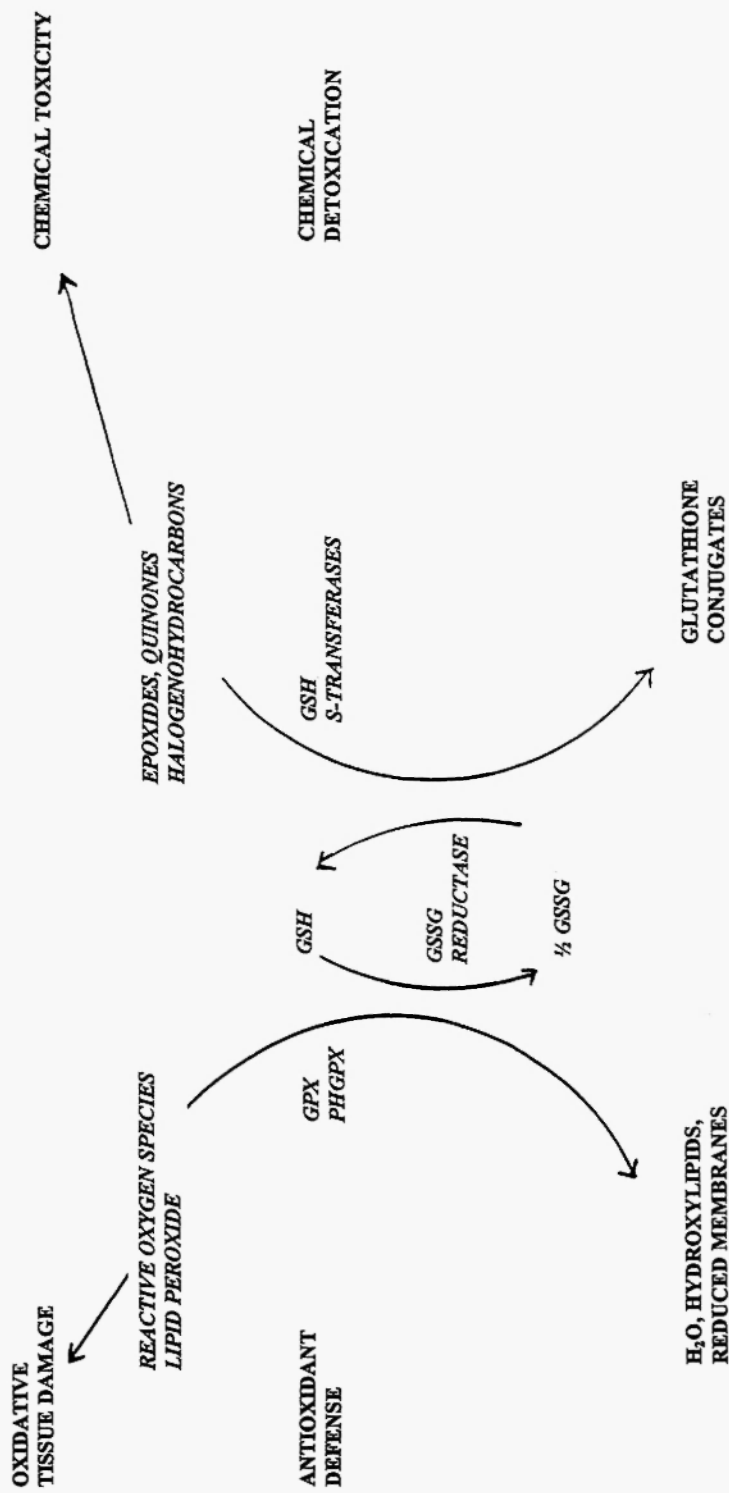 OXIDATIVE
TISSUE DAMAGE
CHEMICAL TOXICITY
REACTIVE OXYGEN SPECIES
LIPID PEROXIDE
EPOXIDES, QUINONES
HALOGENOHYDROCARBONS
ANTIOXIDANT
DEFENSE
GPX
PHGPX
GSH
GSH
S-TRANSFERASES
CHEMICAL
DETOXICATION
GSSG
REDUCTASE
½ GSSG
H₂O, HYDROXYLIPIDS,
REDUCED MEMBRANES
GLUTATHIONE
CONJUGATES